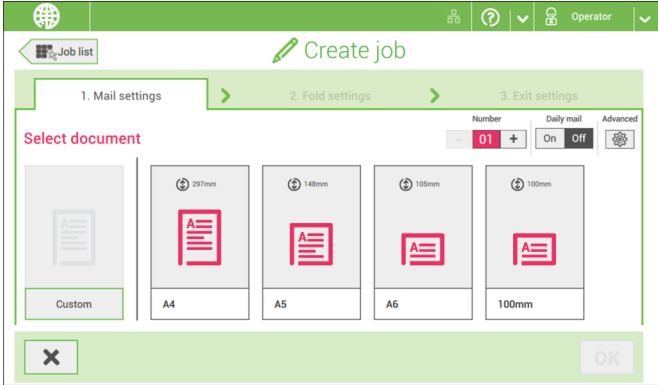 Operator
Job list
Create job
1. Mail settings
2. Fold settings
3. Exit settings
Select document
Number
01
+
Daily mail
On Off
Advanced
297mm
148mm
105mm
100mm
A
A
A
A
A
Custom
A4
A5
A6
100mm
OK